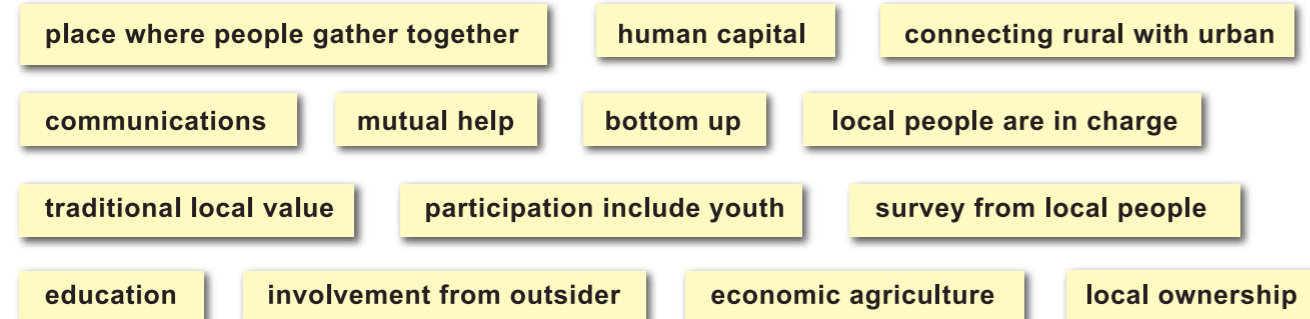 place where people gather together human capital connecting rural with urban
communications mutual help bottom up local people are in charge
traditional local value participation include youth survey from local people
education involvement from outsider economic agriculture local ownership